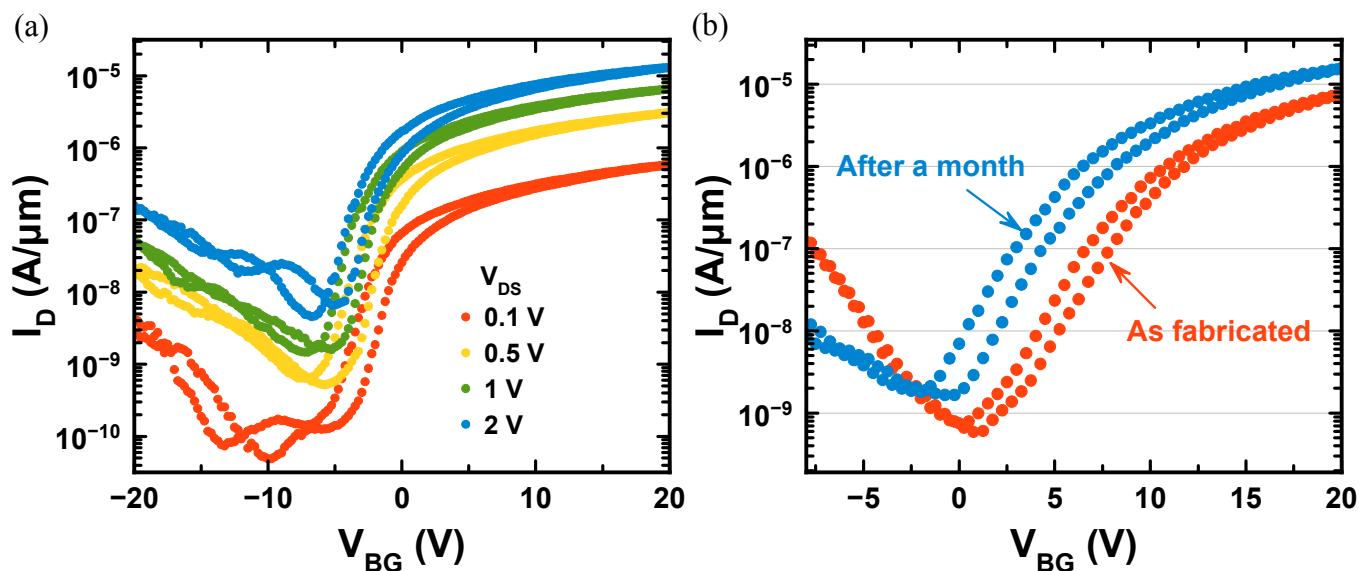 (a)
10⁻⁵
10⁻⁶
10⁻⁷
10⁻⁸
10⁻⁹
10⁻¹⁰
I_D (A/μm)
V_DS
0.1 V
0.5 V
1 V
2 V
−20 −10 0 10 20
V_BG (V)
(b)
10⁻⁵
10⁻⁶
10⁻⁷
10⁻⁸
10⁻⁹
I_D (A/μm)
After a month
As fabricated
−5 0 5 10 15 20
V_BG (V)